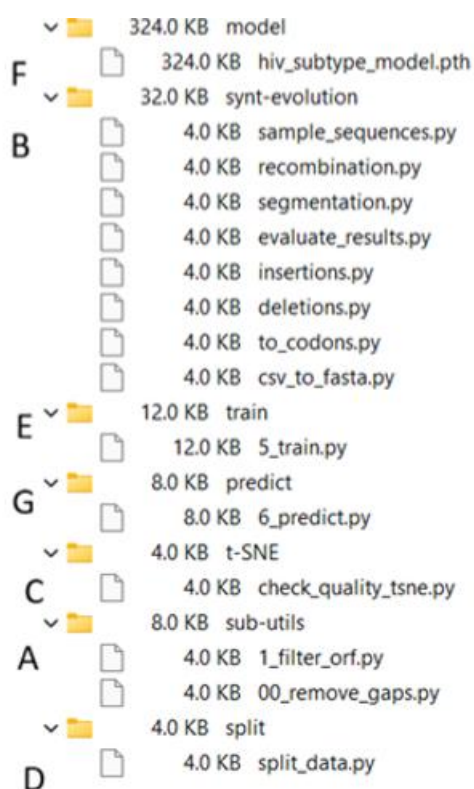 324.0 KB model
F
324.0 KB hiv_subtype_model.pth
32.0 KB synt-evolution
B
4.0 KB sample_sequences.py
4.0 KB recombination.py
4.0 KB segmentation.py
4.0 KB evaluate_results.py
4.0 KB insertions.py
4.0 KB deletions.py
4.0 KB to_codons.py
4.0 KB csv_to_fasta.py
E
12.0 KB train
12.0 KB 5_train.py
8.0 KB predict
G
8.0 KB 6_predict.py
4.0 KB t-SNE
C
4.0 KB check_quality_tsne.py
8.0 KB sub-utils
A
4.0 KB 1_filter_orf.py
4.0 KB 00_remove_gaps.py
4.0 KB split
D
4.0 KB split_data.py